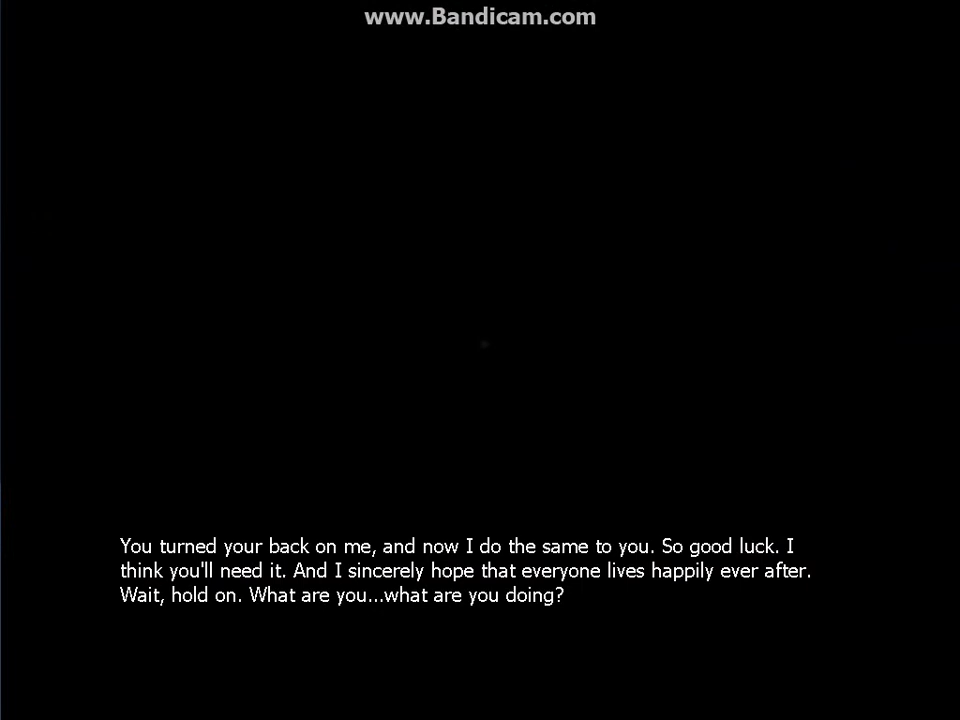 www.Bandicam.com
You turned your back on me, and now I do the same to you. So good luck. I
think you'll need it. And I sincerely hope that everyone lives happily ever after.
Wait, hold on. What are you...what are you doing?